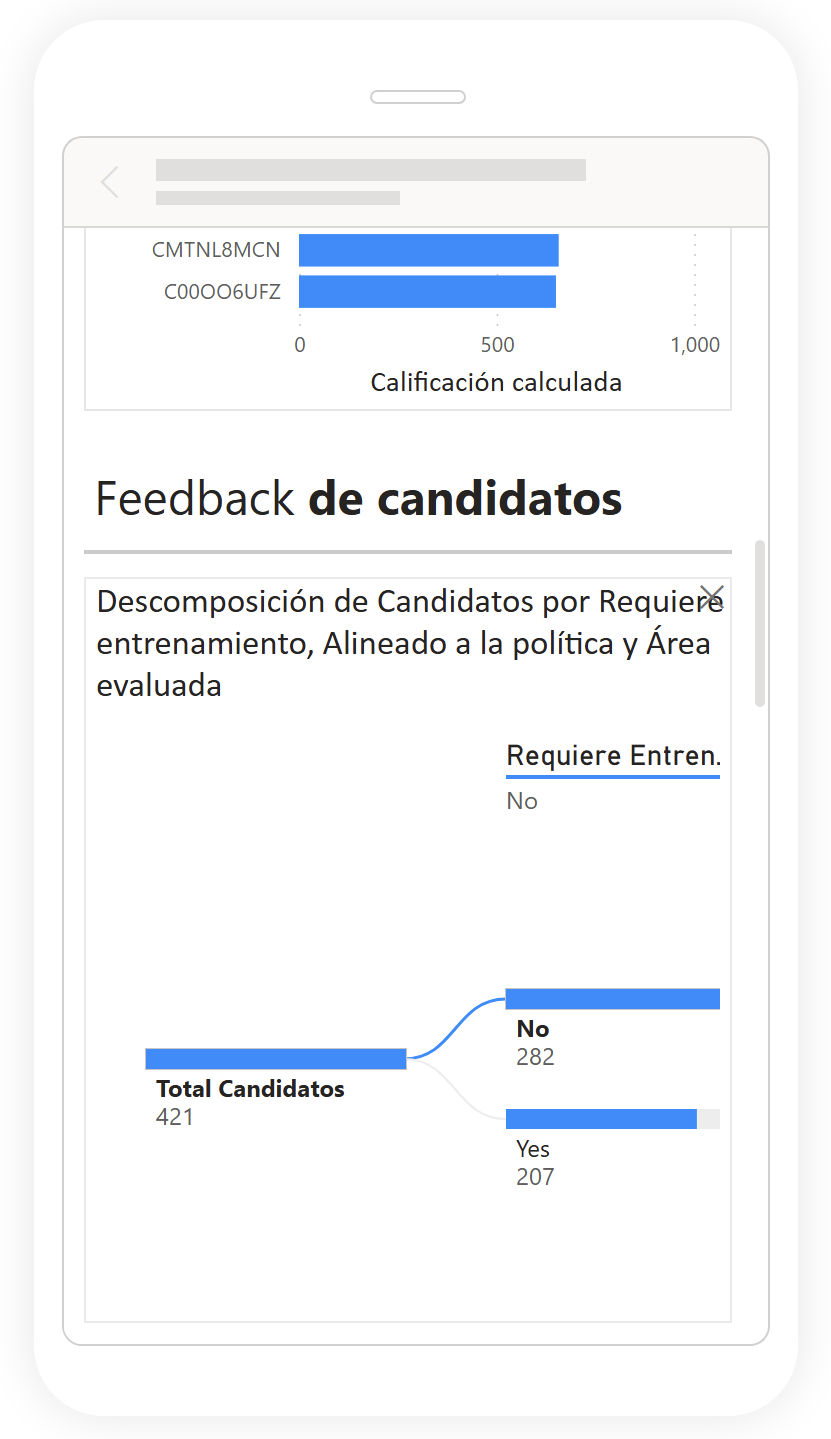 CMTNL8MCN
C00OO6UFZ
0 500 1,000
Calificación calculada
Feedback de candidatos
Descomposición de Candidatos por Requiere
entrenamiento, Alineado a la política y Área
evaluada
Requiere Entren.
No
No
282
Total Candidatos
421
Yes
207